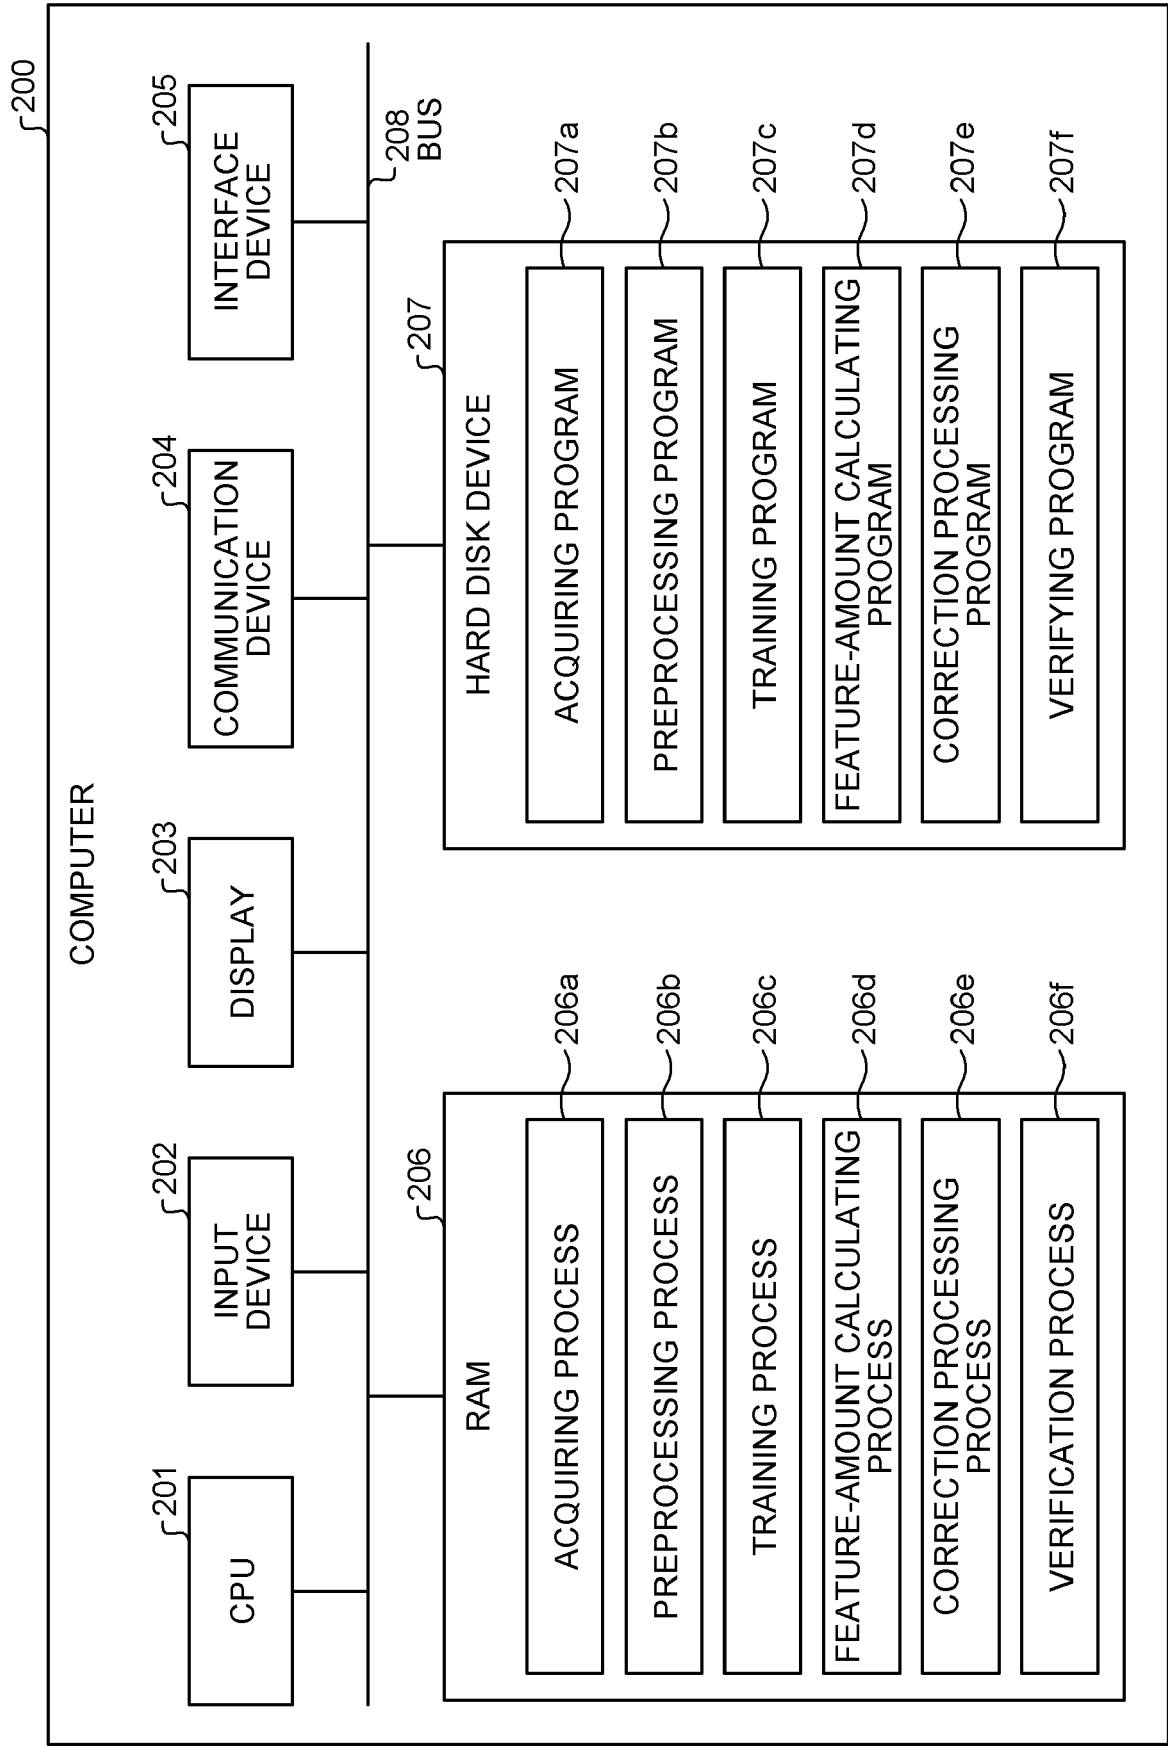 200
COMPUTER
201
CPU
202
INPUT
DEVICE
203
DISPLAY
204
COMMUNICATION
DEVICE
205
INTERFACE
DEVICE
208
BUS
206
RAM
ACQUIRING PROCESS
206a
PREPROCESSING PROCESS
206b
TRAINING PROCESS
206c
FEATURE-AMOUNT CALCULATING
PROCESS
206d
CORRECTION PROCESSING
PROCESS
206e
VERIFICATION PROCESS
206f
207
HARD DISK DEVICE
ACQUIRING PROGRAM
207a
PREPROCESSING PROGRAM
207b
TRAINING PROGRAM
207c
FEATURE-AMOUNT CALCULATING
PROGRAM
207d
CORRECTION PROCESSING
PROGRAM
207e
VERIFYING PROGRAM
207f